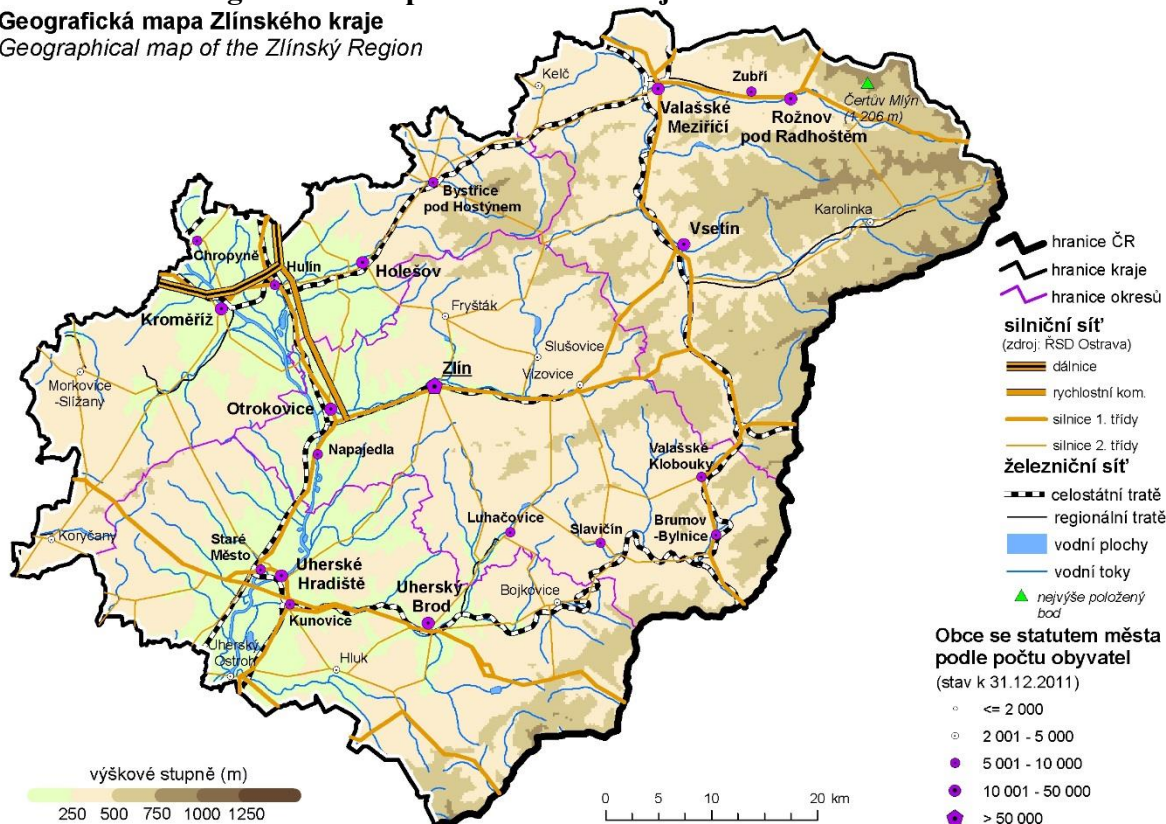 Geografická mapa Zlínského kraje
Geographical map of the Zlínský Region
Kelč
Zubří
Valašské
Meziříčí
Rožnov
pod Radhoštěm
Čertův Mlýn
(1 206 m)
Bystřice
pod Hostýnem
Karolinka
Vsetín
Chropyně
Hulín
Holešov
Kroměříž
Fryšták
Slušovice
Zlín
Vizovice
Morkovice
-Slížany
Otrokovice
Napajedla
Valašské
Klobouky
Luhačovice
Slavičín
Brumov
-Bylnice
Koryčany
Staré
Město
Uherské
Hradiště
Uherský
Brod
Bojkovice
Kunovice
Uherský
Ostroh
Hluk
hranice ČR
hranice kraje
hranice okresů
silniční síť
(zdroj: ŘSD Ostrava)
dálnice
rychlostní kom.
silnice 1. třídy
silnice 2. třídy
železniční síť
celostátní tratě
regionální tratě
vodní plochy
vodní toky
nejvýše položený
bod
Obce se statutem města
podle počtu obyvatel
(stav k 31.12.2011)
<= 2 000
2 001 - 5 000
5 001 - 10 000
10 001 - 50 000
> 50 000
výškové stupně (m)
250 500 750 1000 1250
0 5 10 20 km